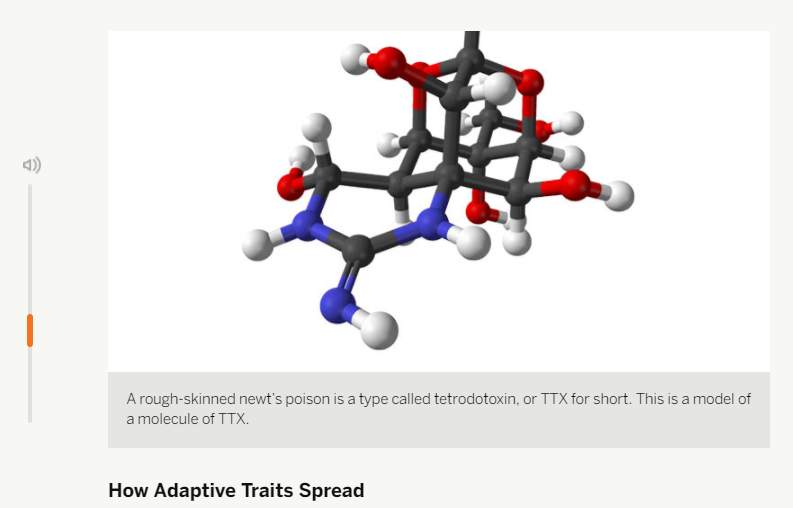 A rough-skinned newt's poison is a type called tetrodotoxin, or TTX for short. This is a model of
a molecule of TTX.
How Adaptive Traits Spread